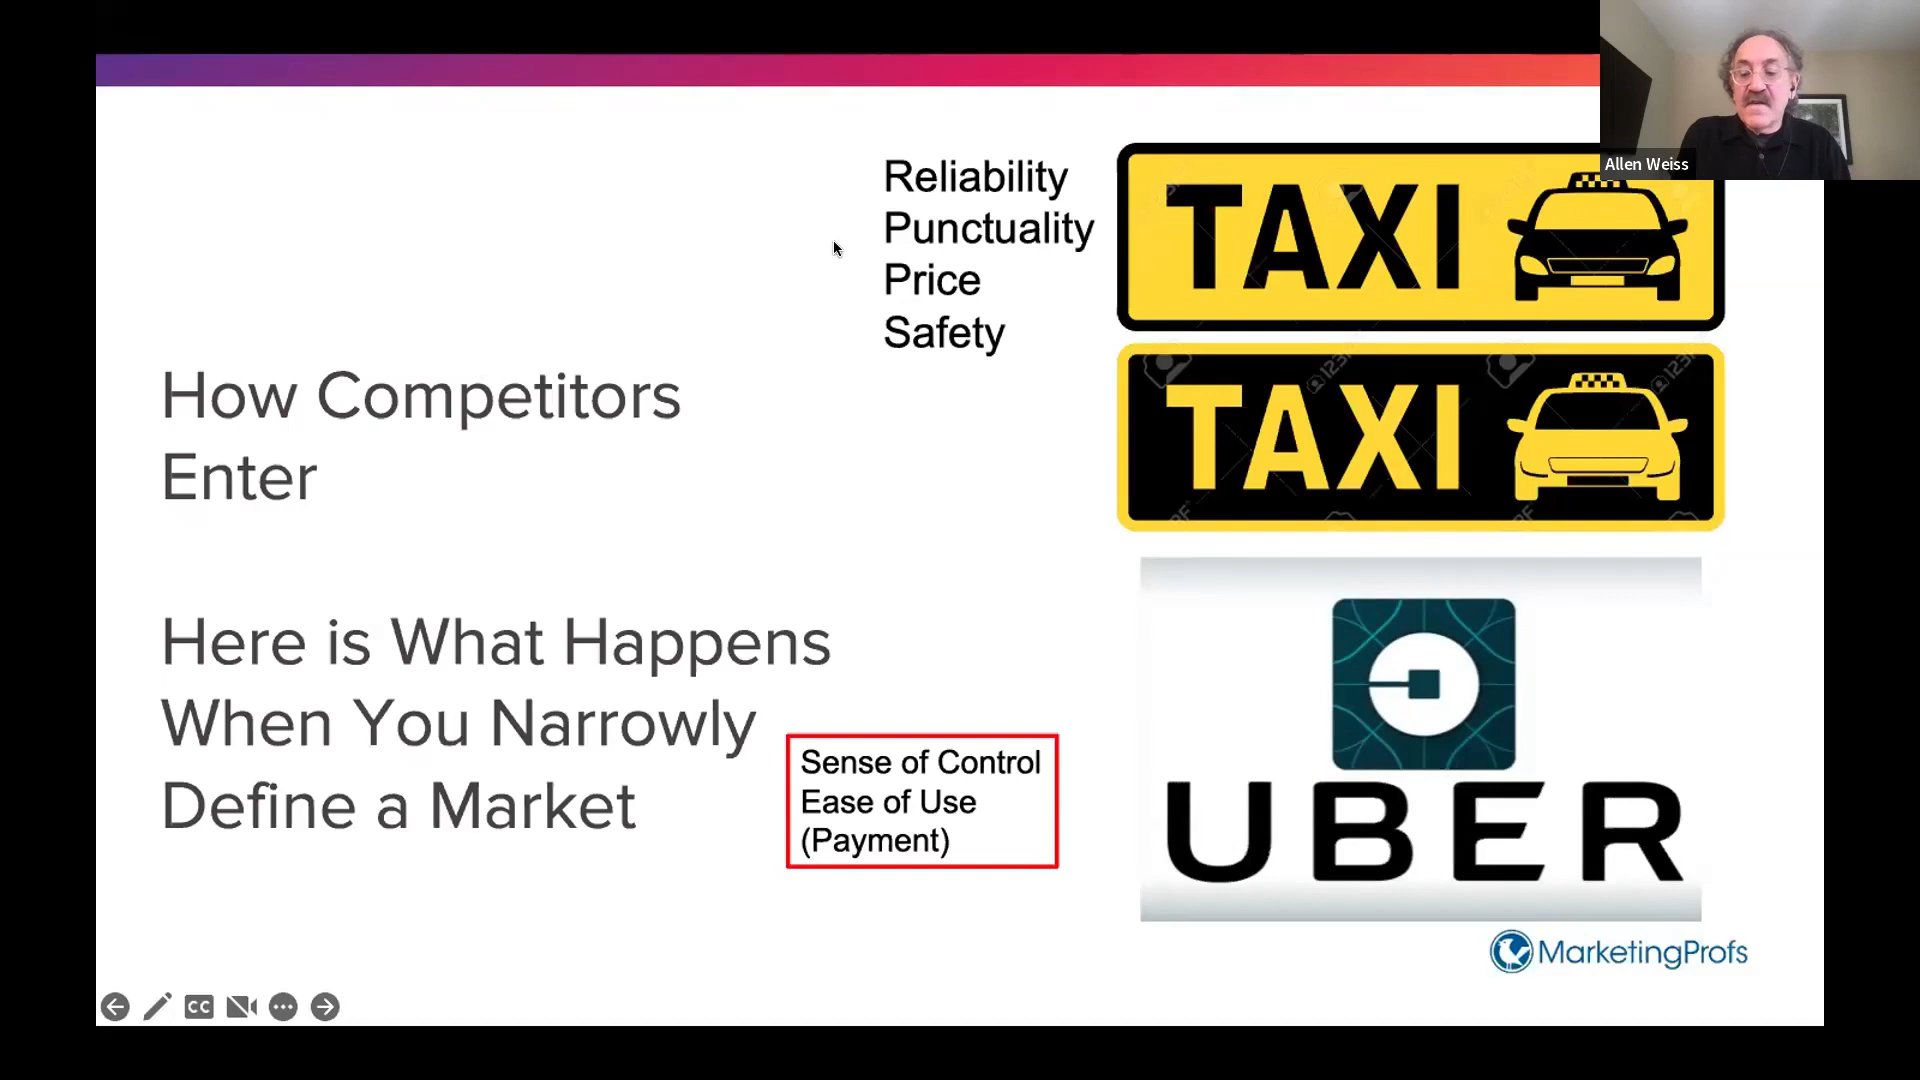 Allen Weiss
Reliability
Punctuality
Price
Safety
TAXI
TAXI
How Competitors
Enter
Here is What Happens
When You Narrowly
Define a Market
Sense of Control
Ease of Use
(Payment)
UBER
MarketingProfs
CC